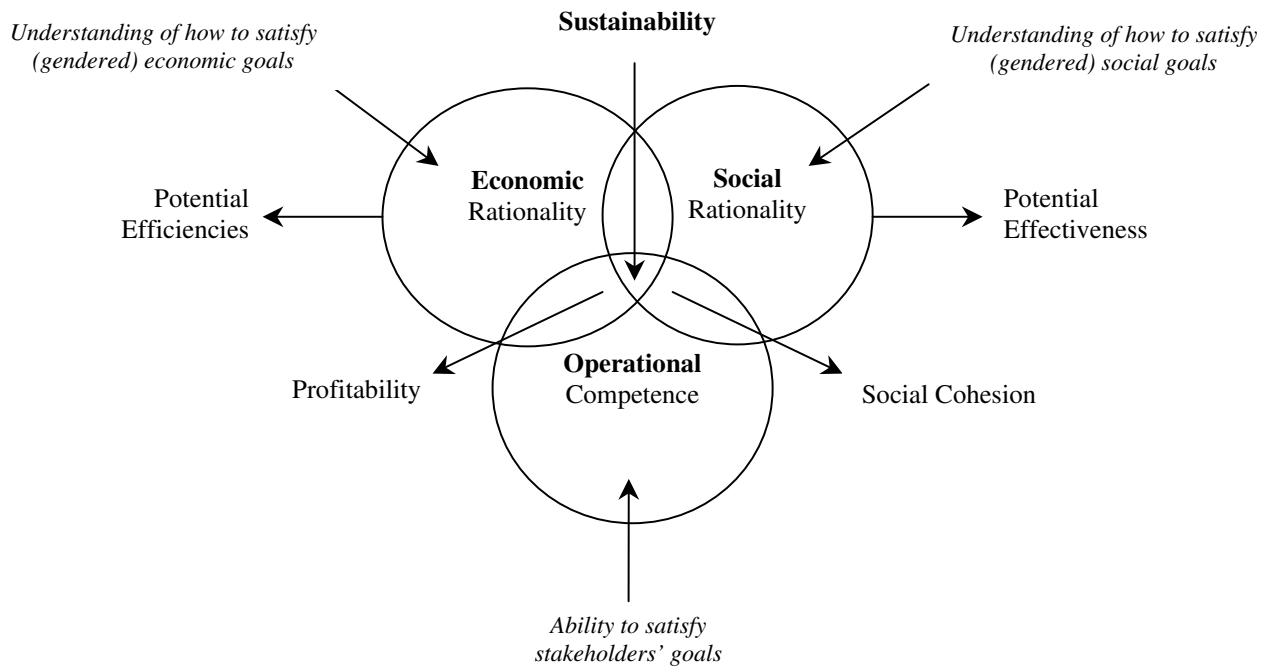 Sustainability
Understanding of how to satisfy
(gendered) economic goals
Understanding of how to satisfy
(gendered) social goals
Economic
Rationality
Social
Rationality
Potential
Efficiencies
Potential
Effectiveness
Operational
Competence
Profitability
Social Cohesion
Ability to satisfy
stakeholders’ goals